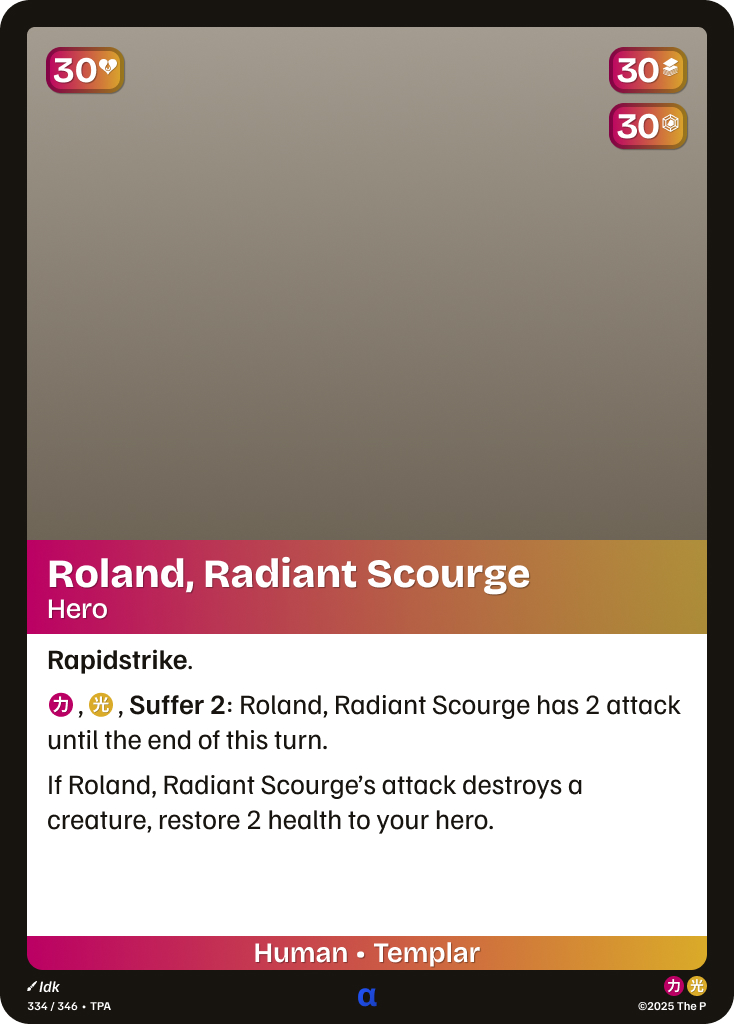 30
30
30
Roland, Radiant Scourge
Hero
Rapidstrike.
力, 光, Suffer 2: Roland, Radiant Scourge has 2 attack
until the end of this turn.
If Roland, Radiant Scourge’s attack destroys a
creature, restore 2 health to your hero.
Human • Templar
Idk
力 光
334 / 346 • TPA
α
©2025 The P